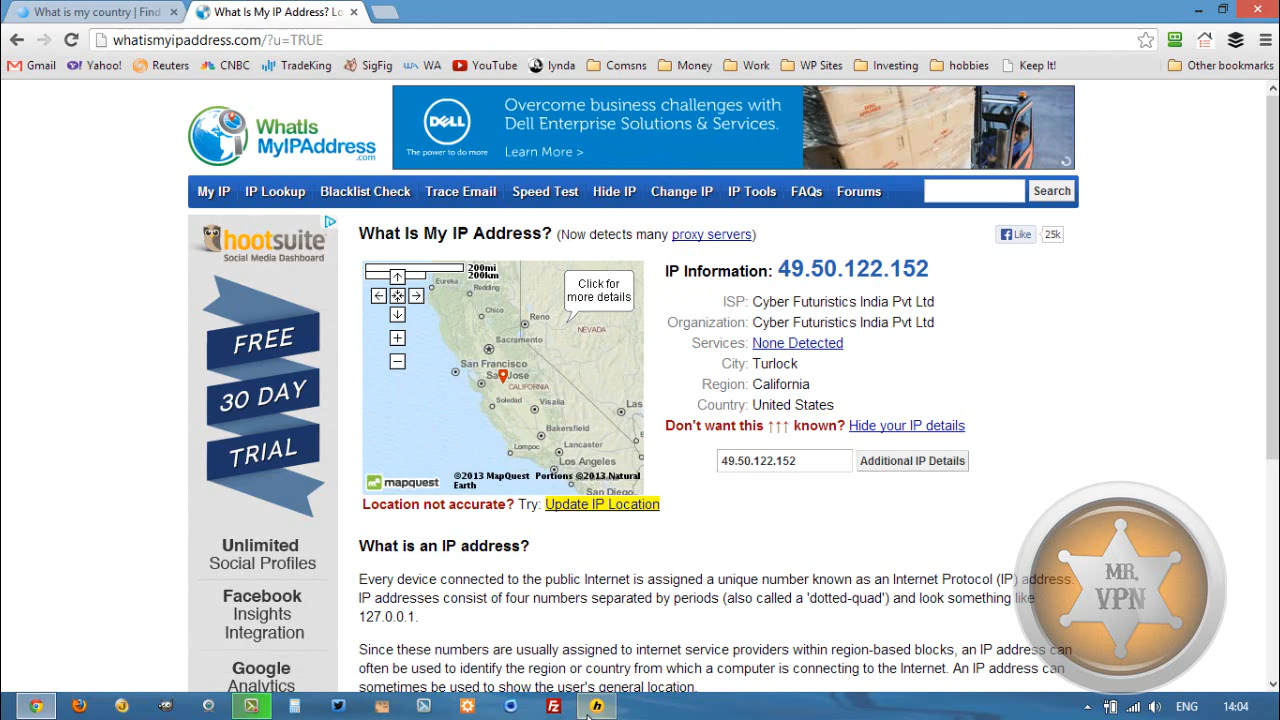 What is my country | Find
What Is My IP Address? Lo
whatismyipaddress.com/?u=TRUE
Gmail Yahoo! Reuters CNBC TradeKing SigFig WA YouTube lynda Comsns Money Work WP Sites Investing hobbies Keep It! Other bookmarks
WhatIs
MyIPAddress
.com
DELL
The power to do more
Overcome business challenges with
Dell Enterprise Solutions & Services.
Learn More >
My IP IP Lookup Blacklist Check Trace Email Speed Test Hide IP Change IP IP Tools FAQs Forums Search
hootsuite
Social Media Dashboard
FREE
30 DAY
TRIAL
Unlimited
Social Profiles
Facebook
Insights
Integration
Google
Analytics
What Is My IP Address? (Now detects many proxy servers)
Like 25k
200mi
200km
Click for
more details
Eureka
Redding
Chico
Reno
NEVADA
Sacramento
San Francisco
San Jose
CALIFORNIA
Soledad
Visalia
Las
Bakersfield
Lompoc
Lancaster
Los Angeles
San Diego
mapquest
©2013 MapQuest Portions ©2013 Natural
Earth
Location not accurate? Try: Update IP Location
IP Information: 49.50.122.152
ISP: Cyber Futuristics India Pvt Ltd
Organization: Cyber Futuristics India Pvt Ltd
Services: None Detected
City: Turlock
Region: California
Country: United States
Don't want this ↑↑↑ known? Hide your IP details
49.50.122.152 Additional IP Details
What is an IP address?
Every device connected to the public Internet is assigned a unique number known as an Internet Protocol (IP) address.
IP addresses consist of four numbers separated by periods (also called a 'dotted-quad') and look something like
127.0.0.1.
Since these numbers are usually assigned to internet service providers within region-based blocks, an IP address can
often be used to identify the region or country from which a computer is connecting to the Internet. An IP address can
sometimes be used to show the user's general location.
MR.
VPN
ENG 14:04